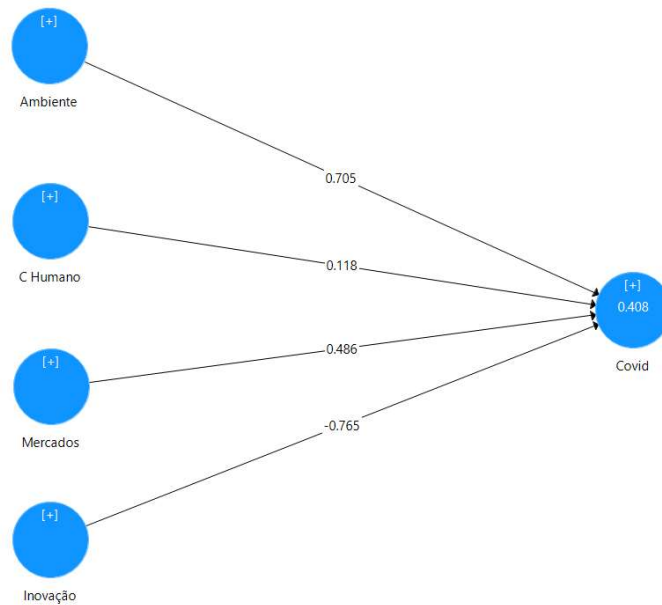 [+]
Ambiente
0.705
[+]
C Humano
0.118
[+]
0.408
Covid
[+]
Mercados
0.486
-0.765
[+]
Inovação